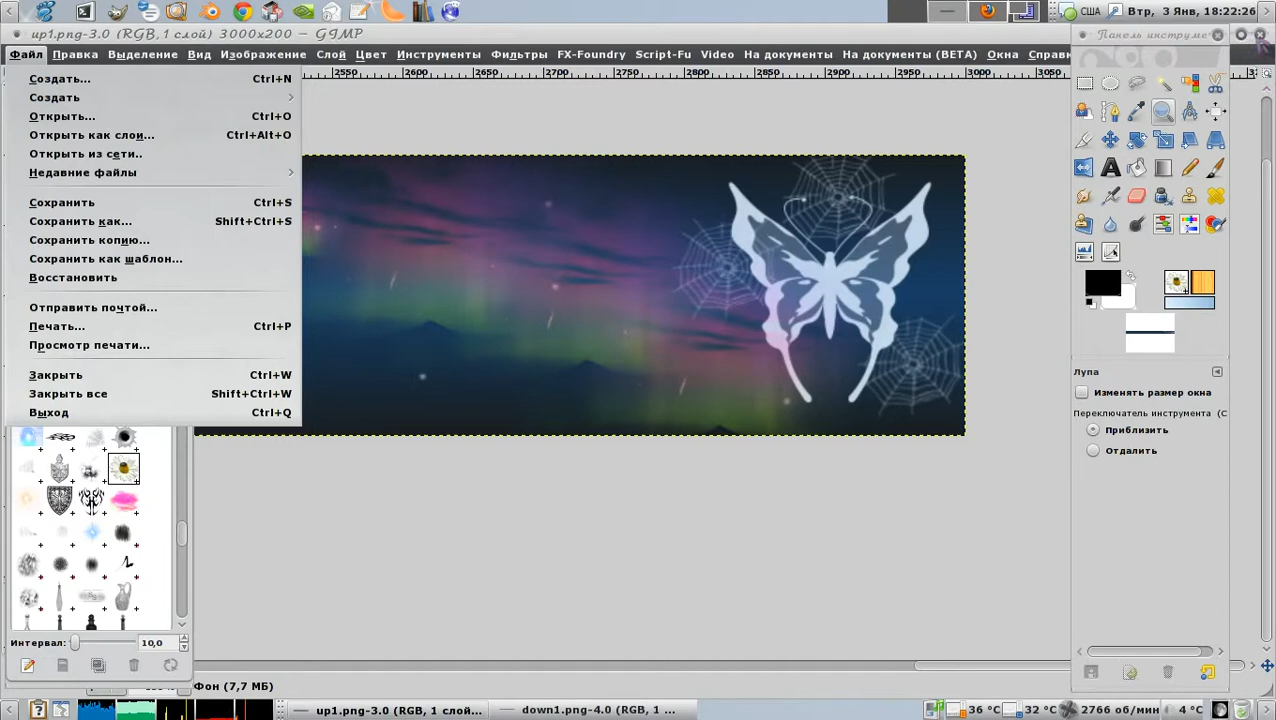 США Втр, 3 Янв, 18:22:26
up1.png-3.0 (RGB, 1 слой) 3000x200 – GIMP
Панель инструме
Файл Правка Выделение Вид Изображение Слой Цвет Инструменты Фильтры FX-Foundry Script-Fu Video На документы На документы (BETA) Окна Справ
2550 2600 2650 2700 2750 2800 2850 2900 2950 3000 3050
Создать... Ctrl+N
Создать
Открыть... Ctrl+O
Открыть как слои... Ctrl+Alt+O
Открыть из сети..
Недавние файлы
Сохранить Ctrl+S
Сохранить как... Shift+Ctrl+S
Сохранить копию...
Сохранить как шаблон...
Восстановить
Отправить почтой...
Печать... Ctrl+P
Просмотр печати...
Закрыть Ctrl+W
Закрыть все Shift+Ctrl+W
Выход Ctrl+Q
Лупа
Изменять размер окна
Переключатель инструмента (C
Приблизить
Отдалить
Интервал: 10,0
Фон (7,7 МБ)
up1.png-3.0 (RGB, 1 слой... down1.png-4.0 (RGB, 1 ... 36 °C 32 °C 2766 об/мин 4 °C